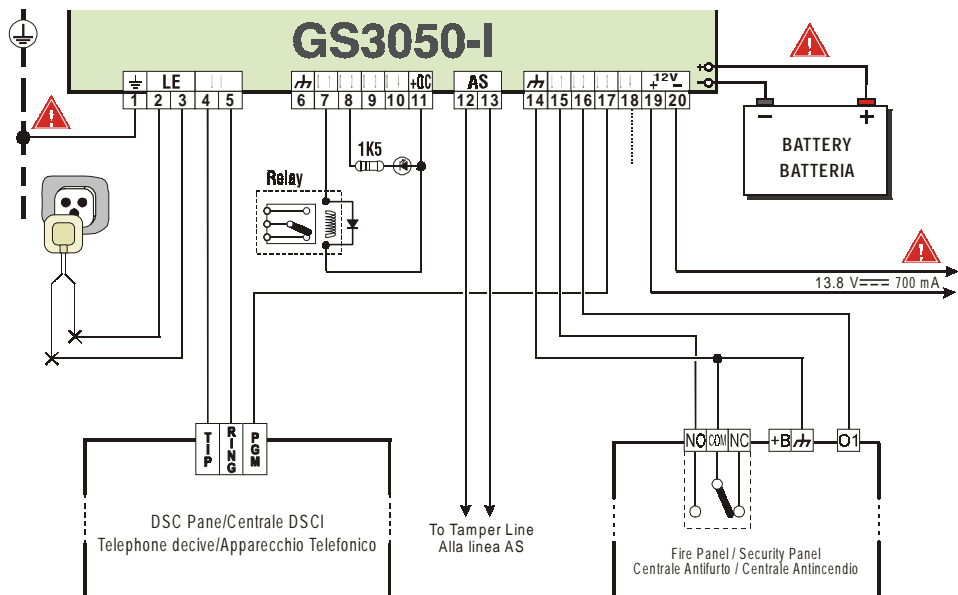 GS3050-I
LE
+OC
AS
12V
+ -
+
-
1 2 3 4 5
6 7 8 9 10 11
12 13
14 15 16 17 18 19 20
- +
BATTERY
BATTERIA
1K5
Relay
13.8 V 700 mA
TIP RING PGM
NO COM NC
+B
O1
DSC Pane/Centrale DSCI
Telephone decive/Apparecchio Telefonico
To Tamper Line
Alla linea AS
Fire Panel / Security Panel
Centrale Antifurto / Centrale Antincendio